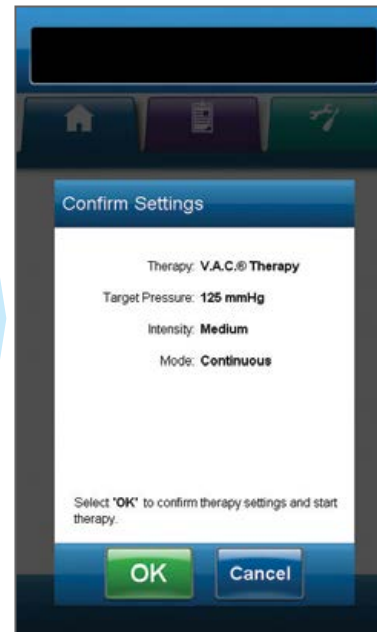 Confirm Settings
Therapy: V.A.C.® Therapy
Target Pressure: 125 mmHg
Intensity: Medium
Mode: Continuous
Select "OK" to confirm therapy settings and start
therapy.
OK Cancel